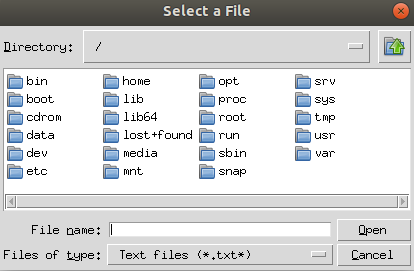 Select a File
Directory: /
bin home opt srv
boot lib proc sys
cdrom lib64 root tmp
data lost+found run usr
dev media sbin var
etc mnt snap
File name: Open
Files of type: Text files (*.txt*) Cancel